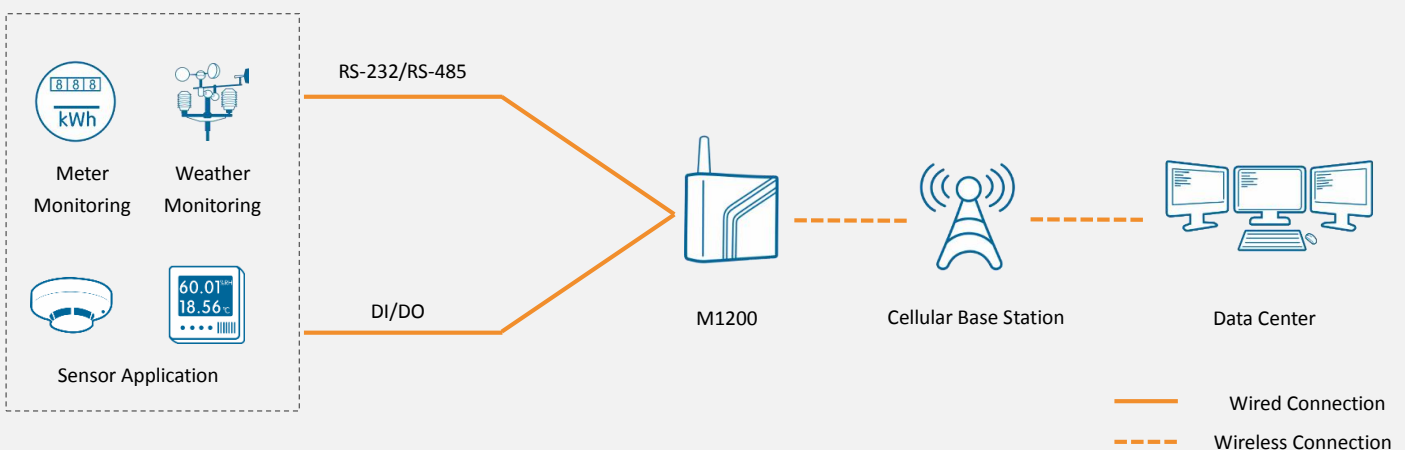 RS-232/RS-485
888
kWh
Meter
Monitoring
Weather
Monitoring
60.01%RH
18.56℃
Sensor Application
DI/DO
M1200
Cellular Base Station
Data Center
Wired Connection
Wireless Connection